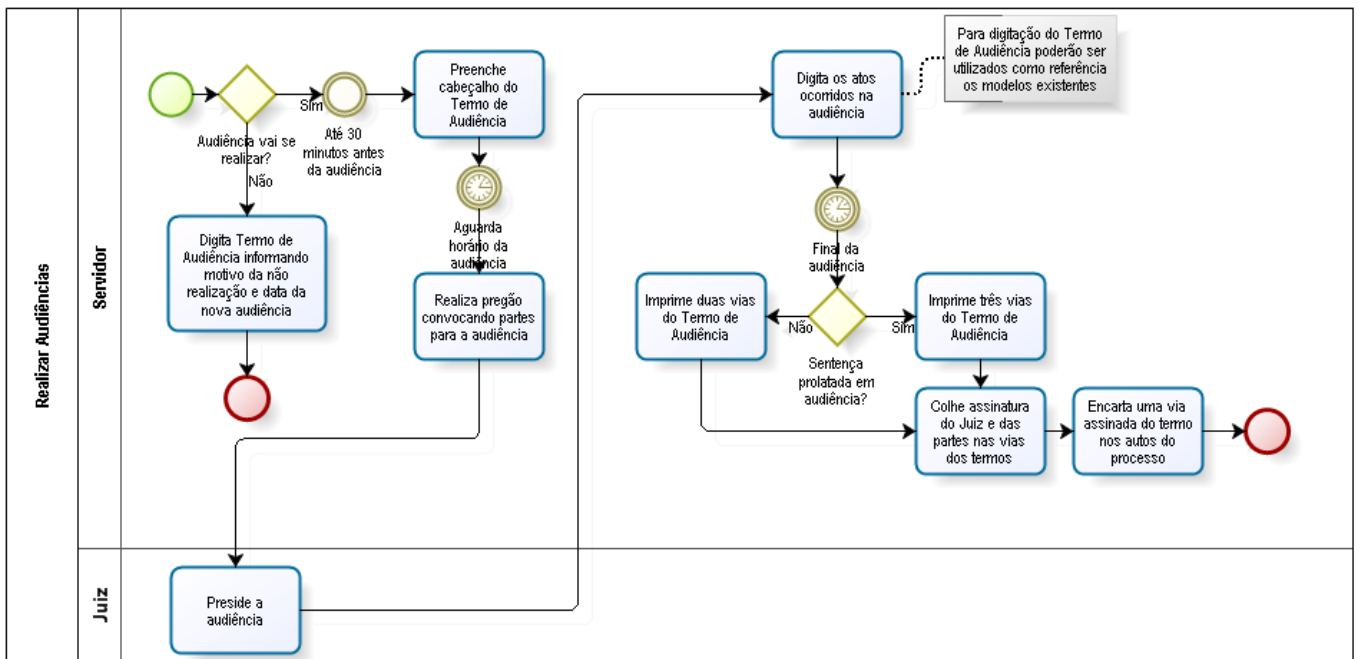 Realizar Audiências
Servidor
Audiência vai se
realizar?
Sim
Não
Até 30
minutos antes
da audiência
Preenche
cabeçalho do
Termo de
Audiência
Digita Termo de
Audiência informando
motivo da não
realização e data da
nova audiência
Aguarda
horário da
audiência
Realiza pregão
convocando partes
para a audiência
Digita os atos
ocorridos na
audiência
Para digitação do Termo
de Audiência poderão ser
utilizados como referência
os modelos existentes
Final da
audiência
Imprime duas vias
do Termo de
Audiência
Não
Sim
Sentença
prolatada em
audiência?
Imprime três vias
do Termo de
Audiência
Colhe assinatura
do Juiz e das
partes nas vias
dos termos
Encarta uma via
assinada do termo
nos autos do
processo
Juiz
Preside a
audiência